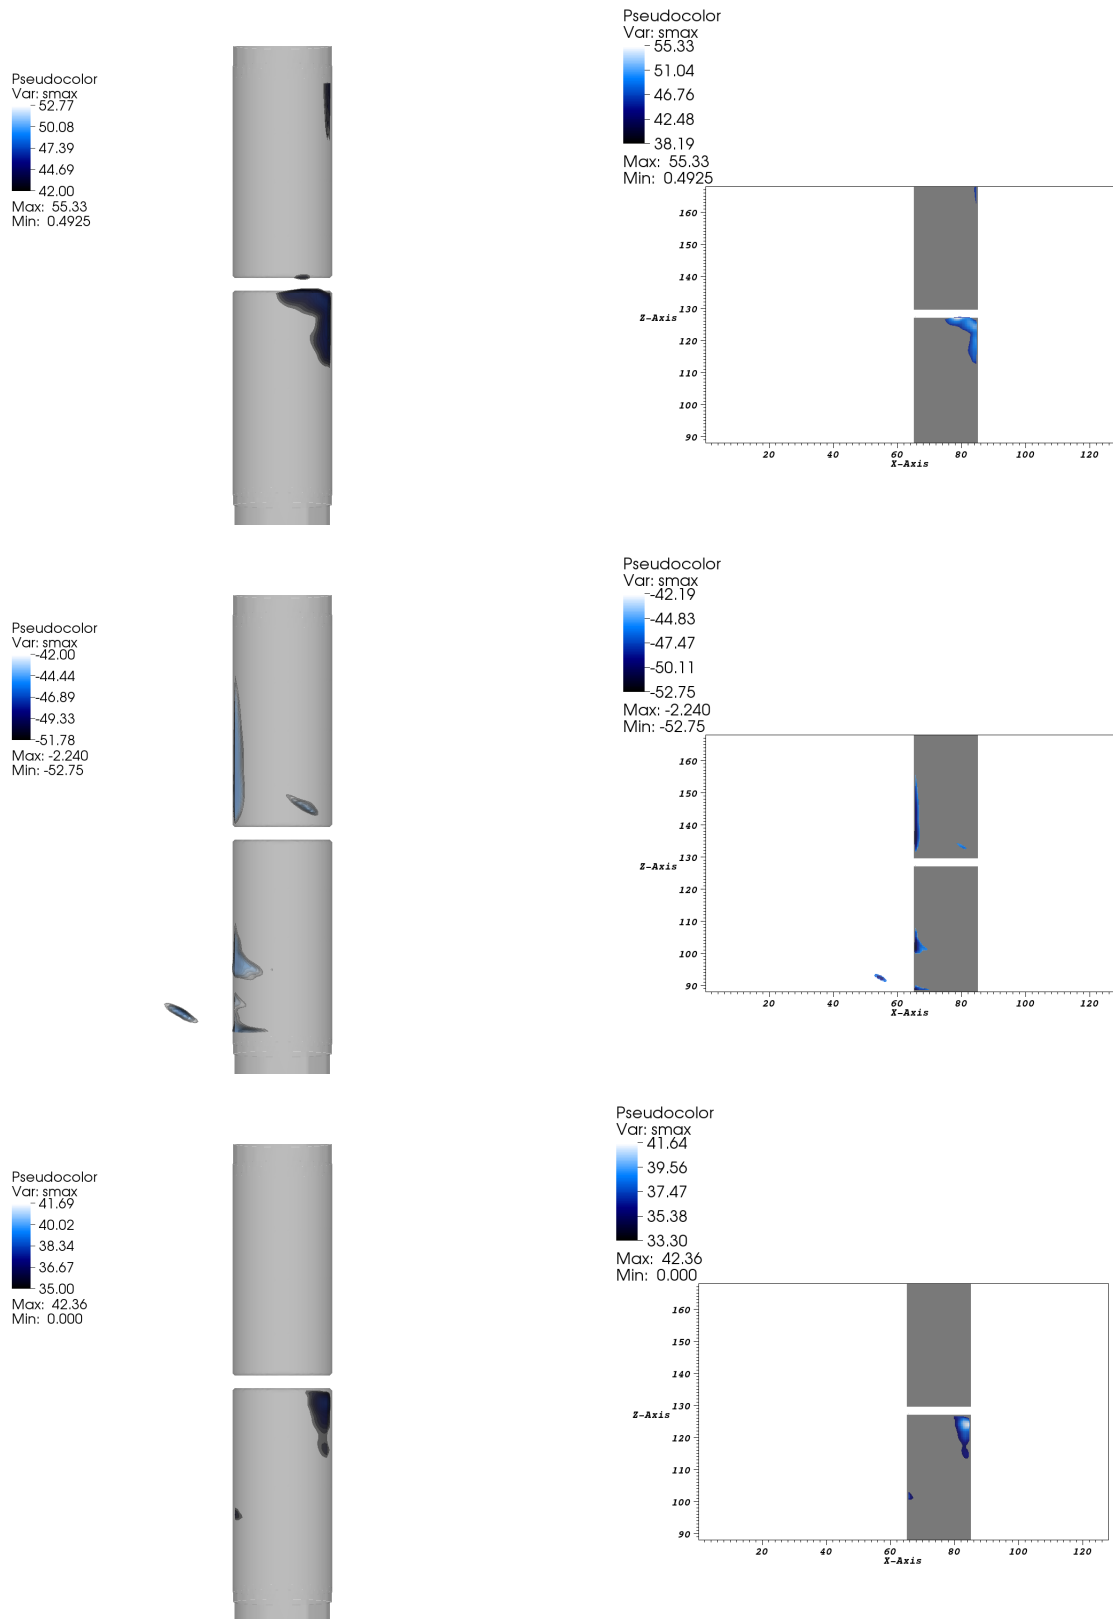 Pseudocolor
Var: smax
52.77
50.08
47.39
44.69
42.00
Max: 55.33
Min: 0.4925
Pseudocolor
Var: smax
55.33
51.04
46.76
42.48
38.19
Max: 55.33
Min: 0.4925
160
150
140
130
Z-Axis
120
110
100
90
20
40
60
80
100
120
X-Axis
Pseudocolor
Var: smax
-42.00
-44.44
-46.89
-49.33
-51.78
Max: -2.240
Min: -52.75
Pseudocolor
Var: smax
-42.19
-44.83
-47.47
-50.11
-52.75
Max: -2.240
Min: -52.75
160
150
140
130
Z-Axis
120
110
100
90
20
40
60
80
100
120
X-Axis
Pseudocolor
Var: smax
41.69
40.02
38.34
36.67
35.00
Max: 42.36
Min: 0.000
Pseudocolor
Var: smax
41.64
39.56
37.47
35.38
33.30
Max: 42.36
Min: 0.000
160
150
140
130
Z-Axis
120
110
100
90
20
40
60
80
100
120
X-Axis